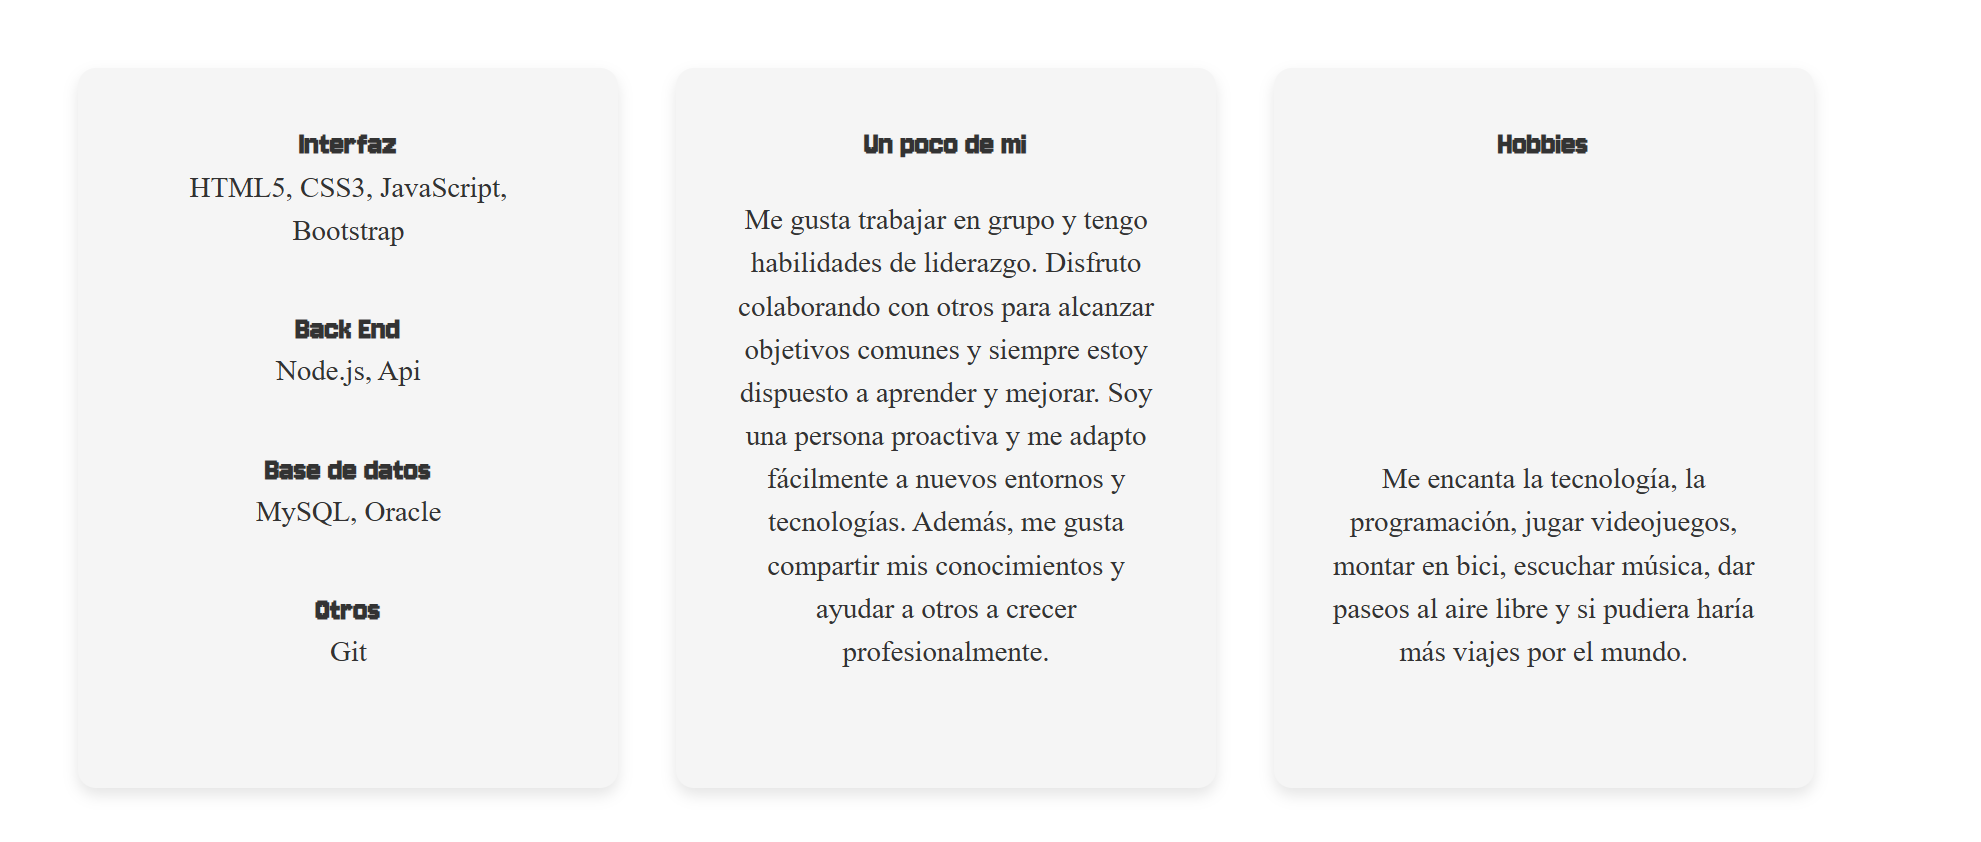 Interfaz
HTML5, CSS3, JavaScript,
Bootstrap
Back End
Node.js, Api
Base de datos
MySQL, Oracle
Otros
Git
Un poco de mi
Me gusta trabajar en grupo y tengo
habilidades de liderazgo. Disfruto
colaborando con otros para alcanzar
objetivos comunes y siempre estoy
dispuesto a aprender y mejorar. Soy
una persona proactiva y me adapto
fácilmente a nuevos entornos y
tecnologías. Además, me gusta
compartir mis conocimientos y
ayudar a otros a crecer
profesionalmente.
Hobbies
Me encanta la tecnología, la
programación, jugar videojuegos,
montar en bici, escuchar música, dar
paseos al aire libre y si pudiera haría
más viajes por el mundo.